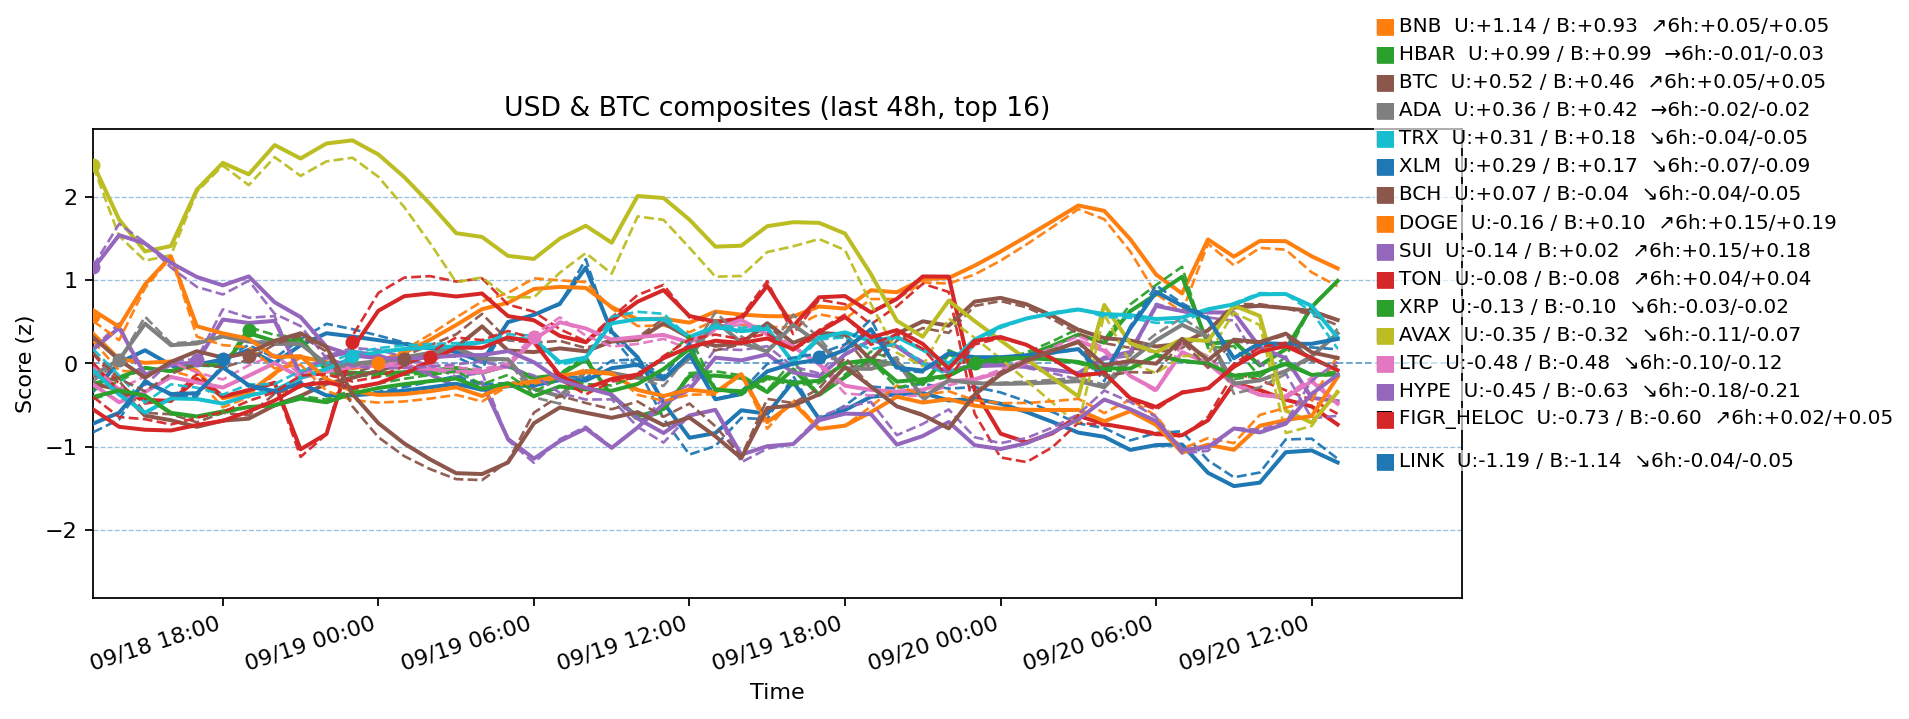 USD & BTC composites (last 48h, top 16)
BNB U:+1.14 / B:+0.93 ↗6h:+0.05/+0.05
HBAR U:+0.99 / B:+0.99 →6h:-0.01/-0.03
BTC U:+0.52 / B:+0.46 ↗6h:+0.05/+0.05
ADA U:+0.36 / B:+0.42 →6h:-0.02/-0.02
TRX U:+0.31 / B:+0.18 ↘6h:-0.04/-0.05
XLM U:+0.29 / B:+0.17 ↘6h:-0.07/-0.09
BCH U:+0.07 / B:-0.04 ↘6h:-0.04/-0.05
DOGE U:-0.16 / B:+0.10 ↗6h:+0.15/+0.19
SUI U:-0.14 / B:+0.02 ↗6h:+0.15/+0.18
TON U:-0.08 / B:-0.08 ↗6h:+0.04/+0.04
XRP U:-0.13 / B:-0.10 ↘6h:-0.03/-0.02
AVAX U:-0.35 / B:-0.32 ↘6h:-0.11/-0.07
LTC U:-0.48 / B:-0.48 ↘6h:-0.10/-0.12
HYPE U:-0.45 / B:-0.63 ↘6h:-0.18/-0.21
FIGR_HELOC U:-0.73 / B:-0.60 ↗6h:+0.02/+0.05
LINK U:-1.19 / B:-1.14 ↘6h:-0.04/-0.05
Score (z)
2
1
0
−1
−2
09/18 18:00
09/19 00:00
09/19 06:00
09/19 12:00
09/19 18:00
09/20 00:00
09/20 06:00
09/20 12:00
Time